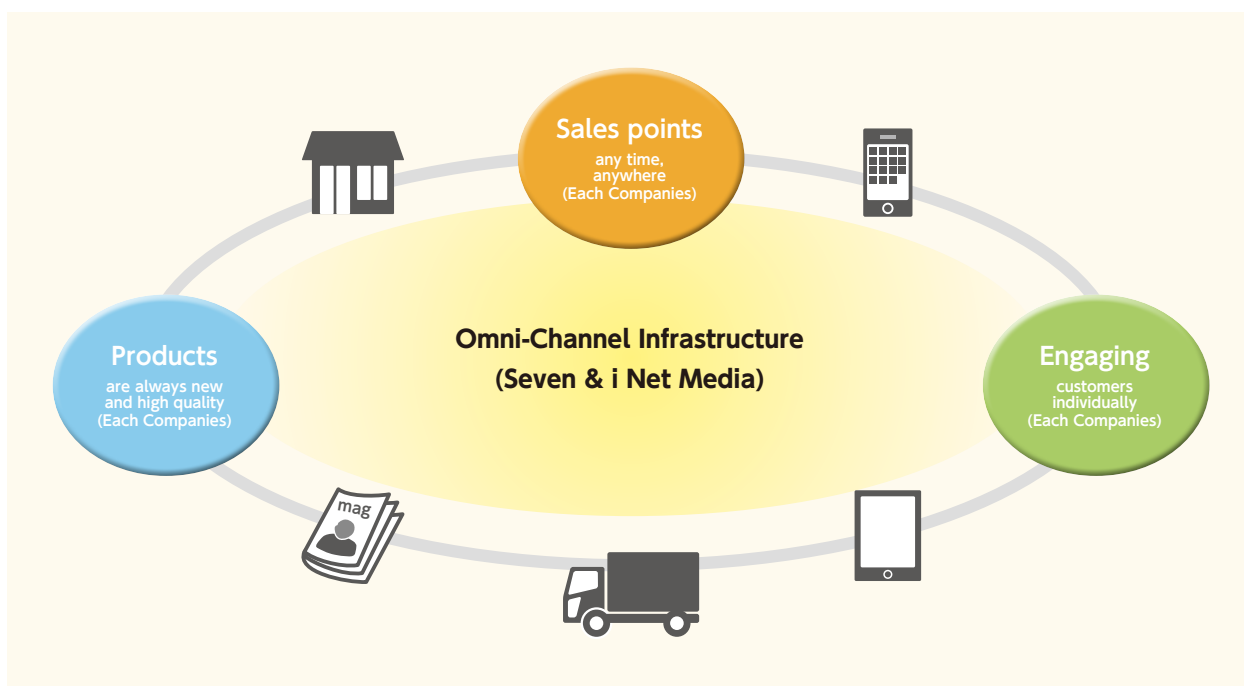 Sales points
any time,
anywhere
(Each Companies)
Omni-Channel Infrastructure
(Seven & i Net Media)
Products
are always new
and high quality
(Each Companies)
Engaging
customers
individually
(Each Companies)
mag